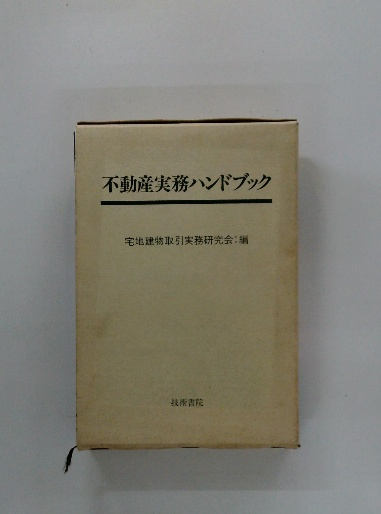 不動産実務ハンドブック
宅地建物取引実務研究会:編
技術書院